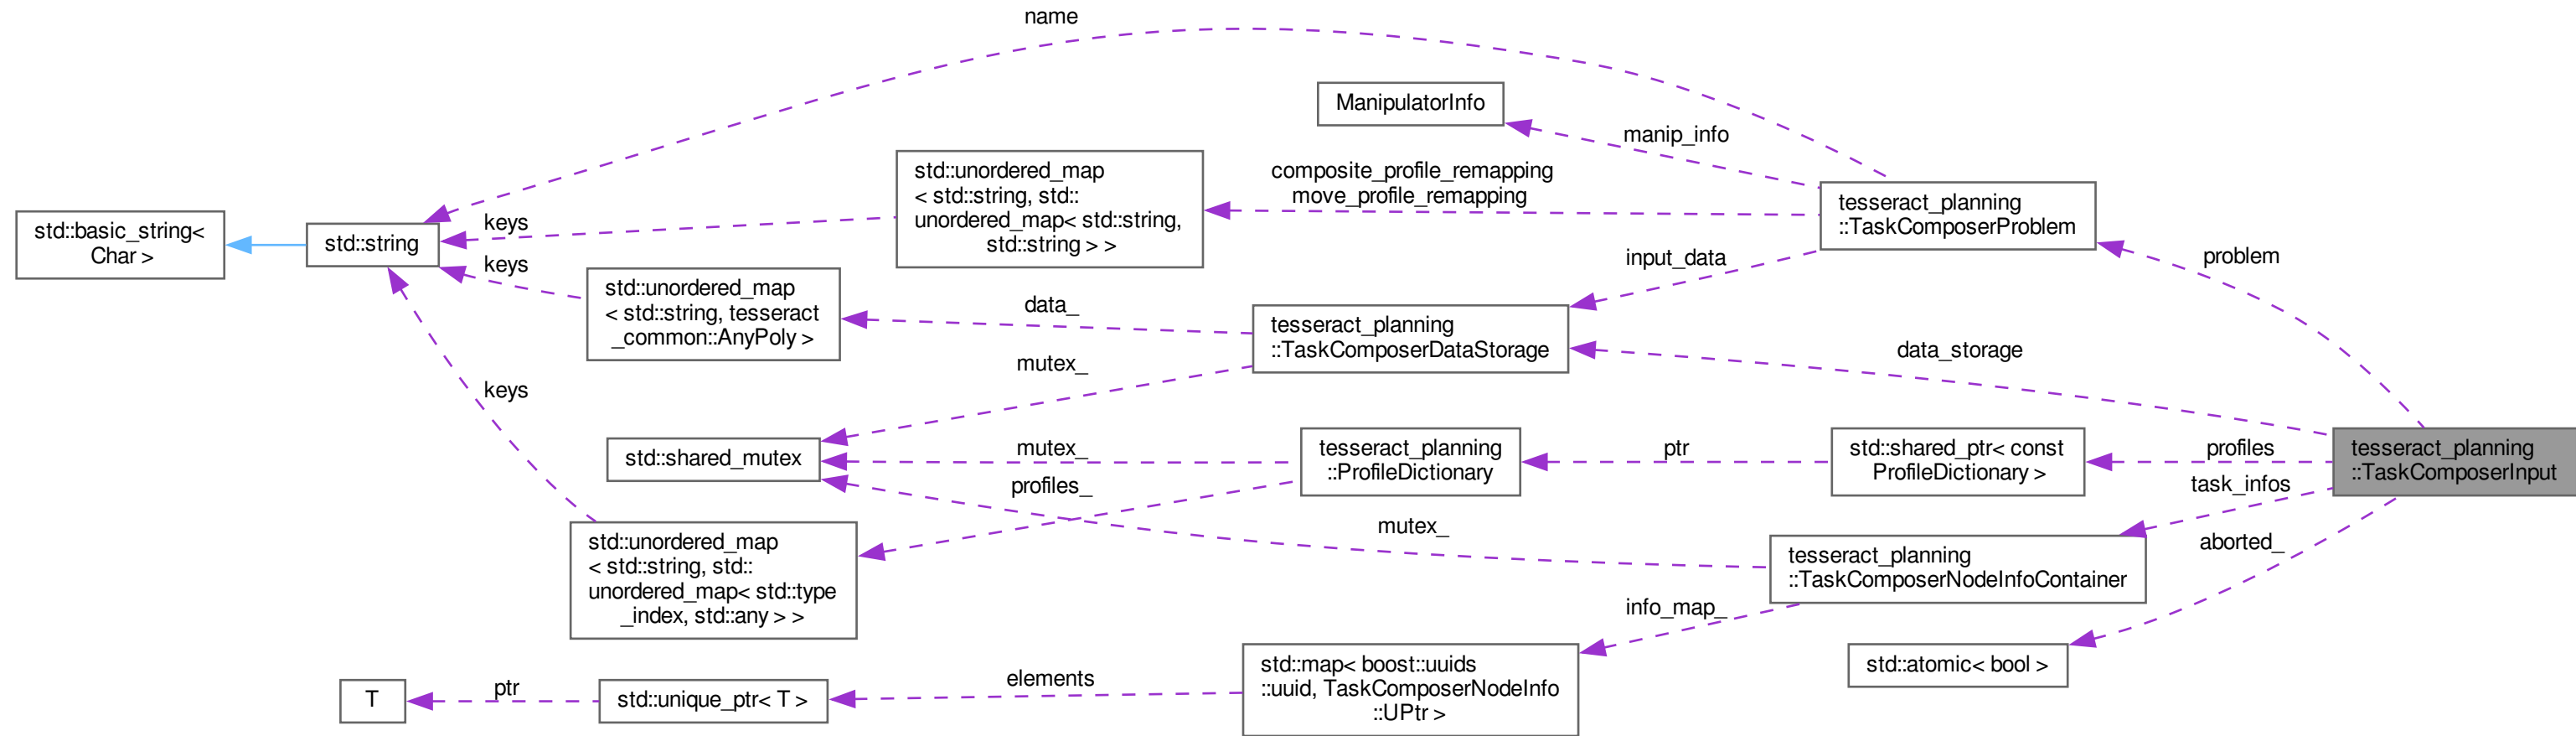 name
ManipulatorInfo
manip_info
std::unordered_map
< std::string, std::
unordered_map< std::string,
std::string > >
composite_profile_remapping
move_profile_remapping
tesseract_planning
::TaskComposerProblem
std::basic_string<
Char >
std::string
keys
keys
std::unordered_map
< std::string, tesseract
_common::AnyPoly >
data_
input_data
tesseract_planning
::TaskComposerDataStorage
problem
data_storage
keys
mutex_
std::shared_mutex
mutex_
profiles_
tesseract_planning
::ProfileDictionary
ptr
std::shared_ptr< const
ProfileDictionary >
profiles
tesseract_planning
::TaskComposerInput
task_infos
mutex_
std::unordered_map
< std::string, std::
unordered_map< std::type
_index, std::any > >
tesseract_planning
::TaskComposerNodeInfoContainer
aborted_
info_map_
T
ptr
std::unique_ptr< T >
elements
std::map< boost::uuids
::uuid, TaskComposerNodeInfo
::UPtr >
std::atomic< bool >